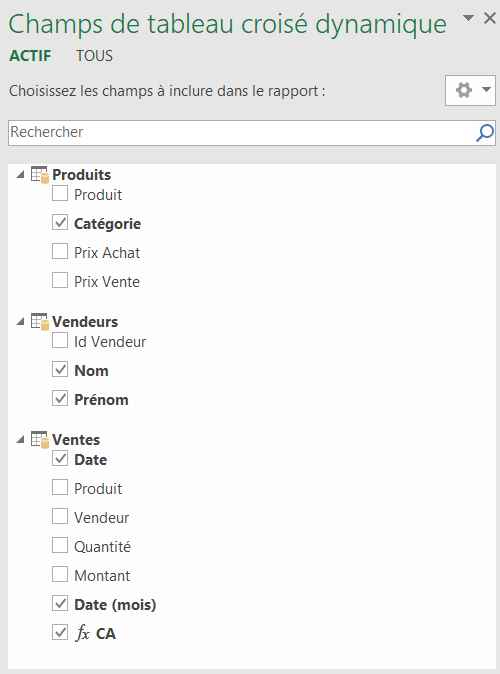 Champs de tableau croisé dynamique
ACTIF TOUS
Choisissez les champs à inclure dans le rapport :
Rechercher
Produits
Produit
Catégorie
Prix Achat
Prix Vente
Vendeurs
Id Vendeur
Nom
Prénom
Ventes
Date
Produit
Vendeur
Quantité
Montant
Date (mois)
fx CA